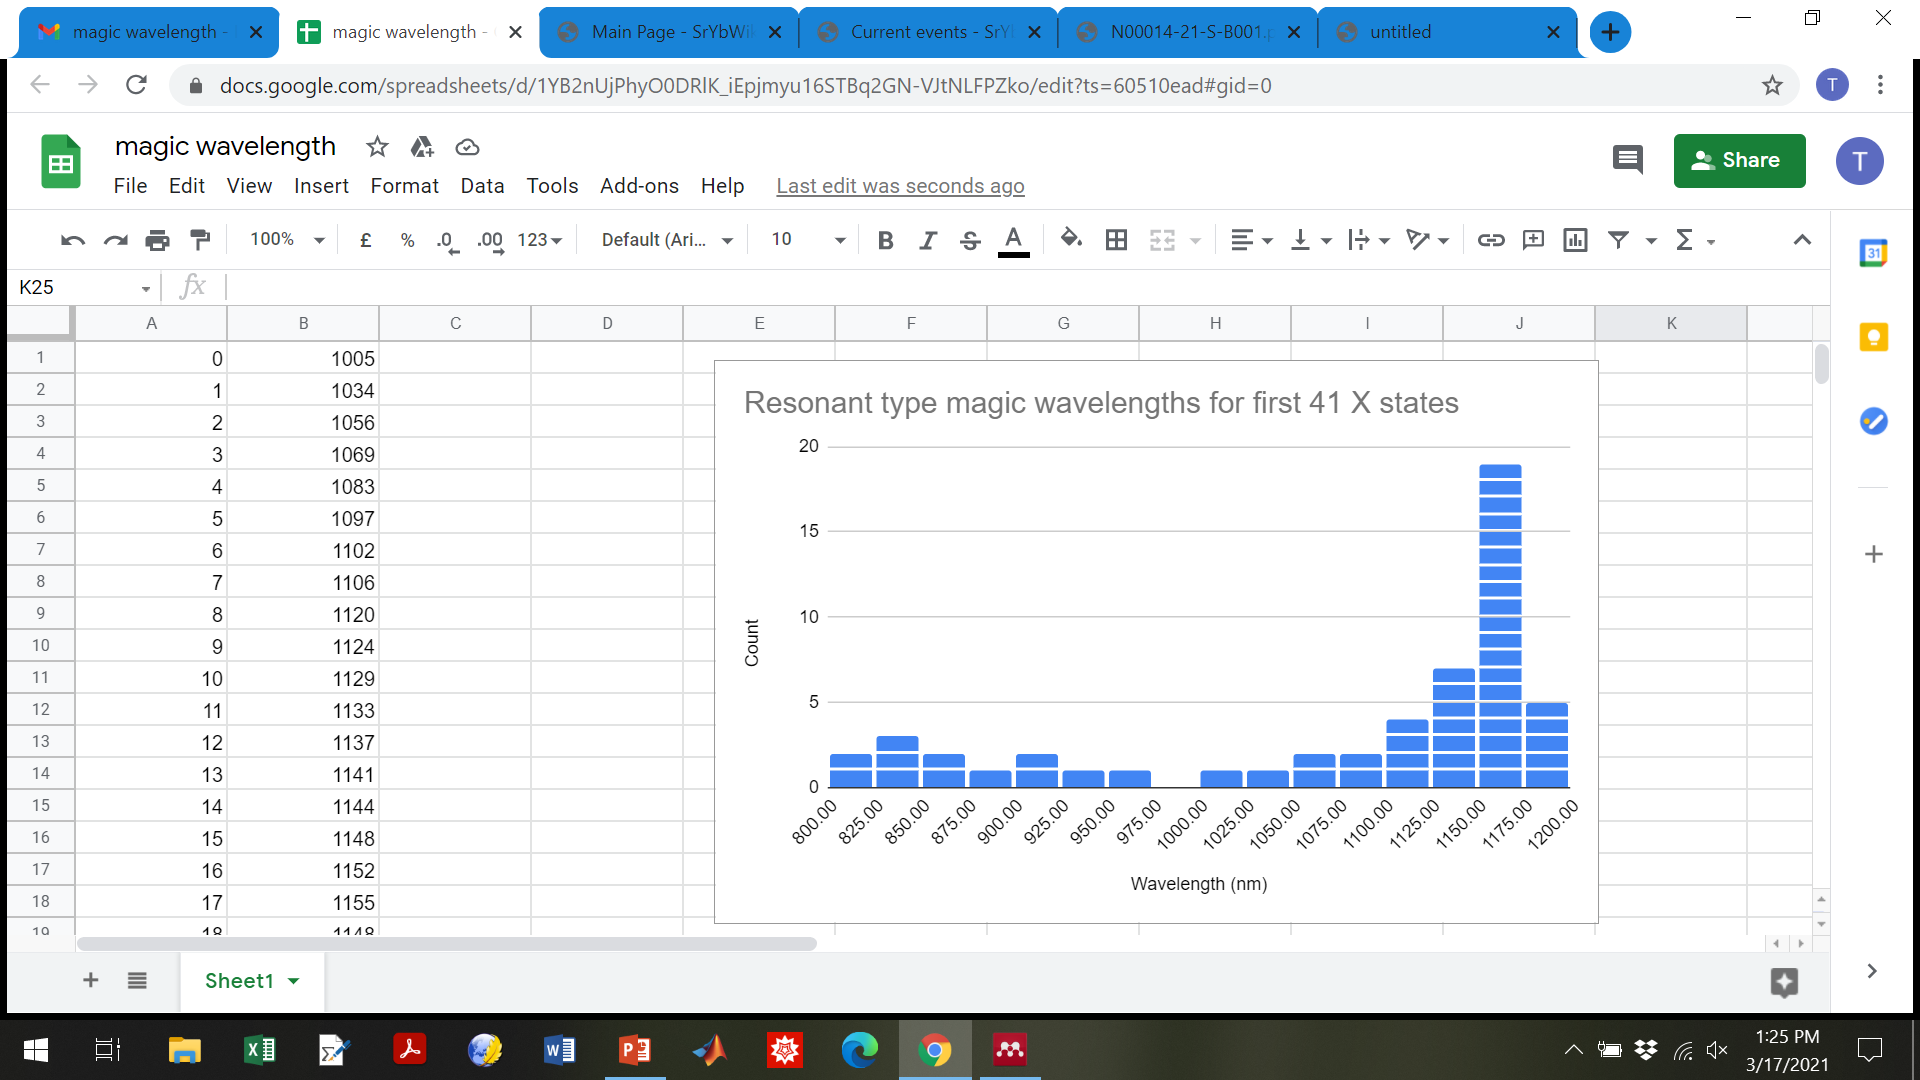 magic wavelength -
magic wavelength -
Main Page - SrYbWi
Current events - SrY
N00014-21-S-B001.p
untitled
docs.google.com/spreadsheets/d/1YB2nUjPhyO0DRlK_iEpjmyu16STBq2GN-VJtNLFPZko/edit?ts=60510ead#gid=0
T
magic wavelength
File Edit View Insert Format Data Tools Add-ons Help Last edit was seconds ago
Share
T
100% £ % .0 .00 123 Default (Ari... 10 B I S A Σ
31
K25 fx
A B C D E F G H I J K
1 0 1005
2 1 1034
3 2 1056
4 3 1069
5 4 1083
6 5 1097
7 6 1102
8 7 1106
9 8 1120
10 9 1124
11 10 1129
12 11 1133
13 12 1137
14 13 1141
15 14 1144
16 15 1148
17 16 1152
18 17 1155
19 18 1148
Resonant type magic wavelengths for first 41 X states
20
15
10
5
0
Count
800.00 825.00 850.00 875.00 900.00 925.00 950.00 975.00 1000.00 1025.00 1050.00 1075.00 1100.00 1125.00 1150.00 1175.00 1200.00
Wavelength (nm)
Sheet1
1:25 PM
3/17/2021